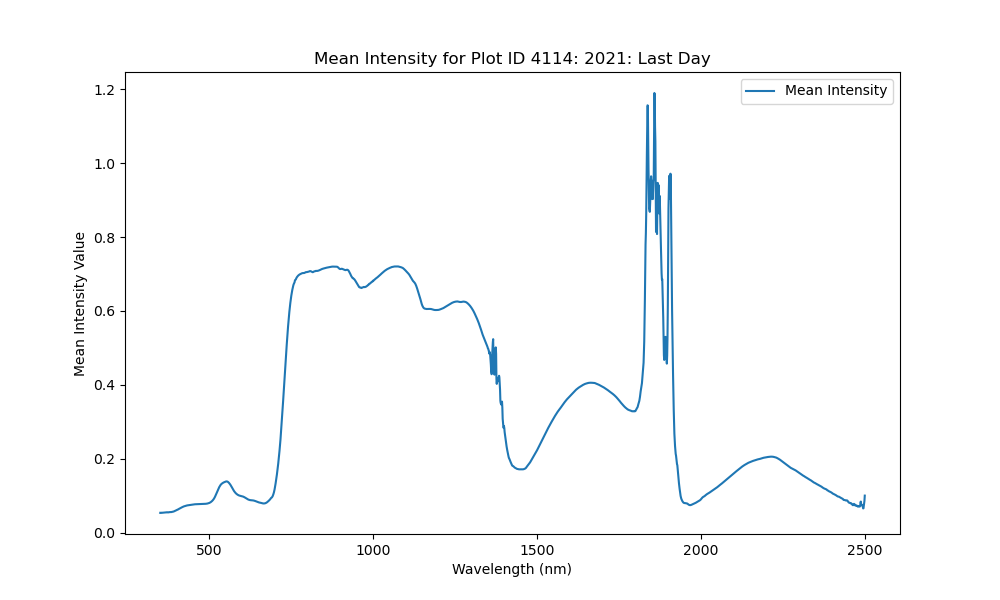 Mean Intensity for Plot ID 4114: 2021: Last Day
Mean Intensity
1.2
1.0
0.8
0.6
0.4
0.2
0.0
Mean Intensity Value
500 1000 1500 2000 2500
Wavelength (nm)